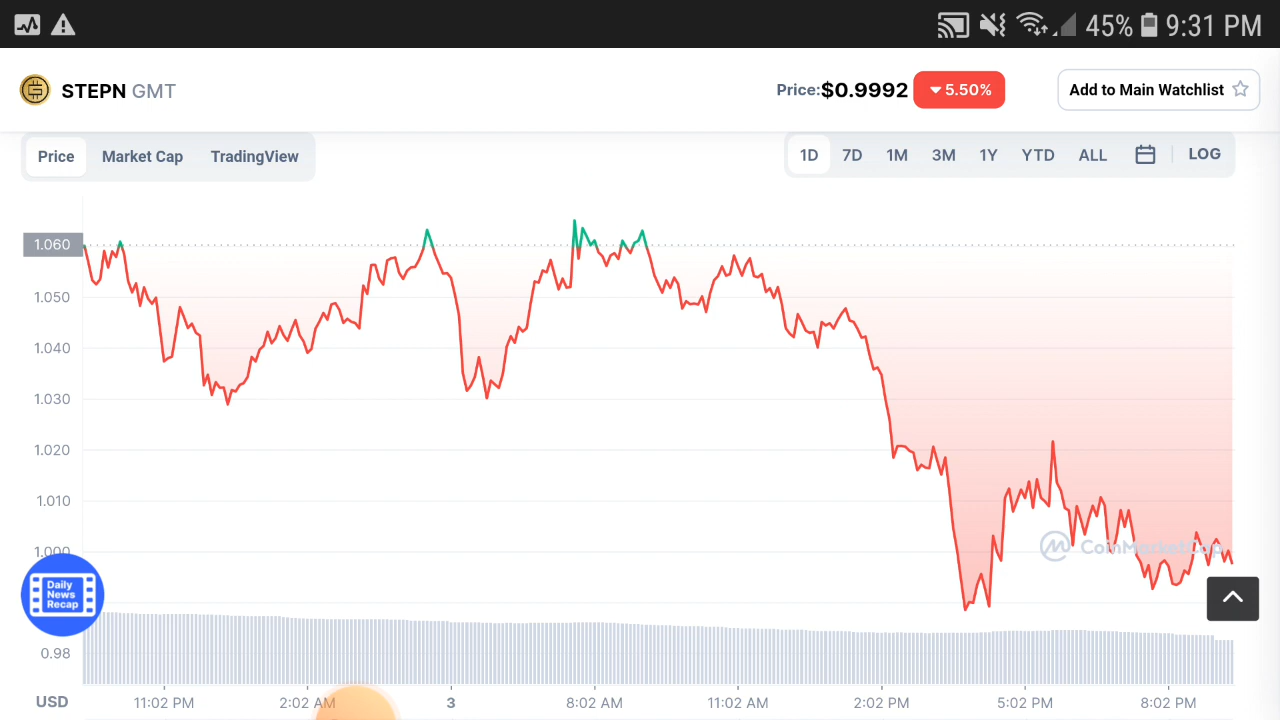 45% 9:31 PM
STEPN GMT
Price:$0.9992 5.50%
Add to Main Watchlist
Price Market Cap TradingView
1D 7D 1M 3M 1Y YTD ALL LOG
1.060
1.050
1.040
1.030
1.020
1.010
1.000
CoinMarketCap
Daily
News
Recap
0.98
USD 11:02 PM 2:02 AM 3 8:02 AM 11:02 AM 2:02 PM 5:02 PM 8:02 PM